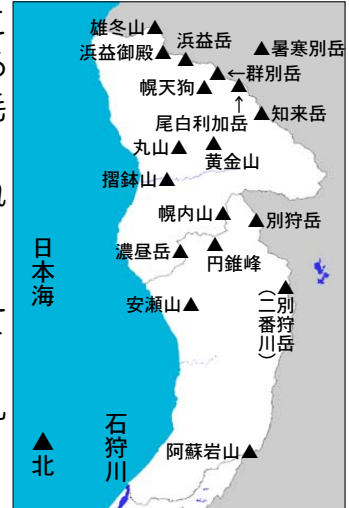 雄冬山▲
浜益御殿▲
浜益岳
▲
▲暑寒別岳
▲←群別岳
幌天狗▲
▲
↑
尾白利加岳
▲知来岳
丸山▲
▲
黄金山
摺鉢山▲
幌内山▲
▲別狩岳
濃昼岳▲
▲
円錐峰
▲
別狩岳
(二番川)
安瀬山▲
日本海
石狩川
阿蘇岩山▲
▲
北